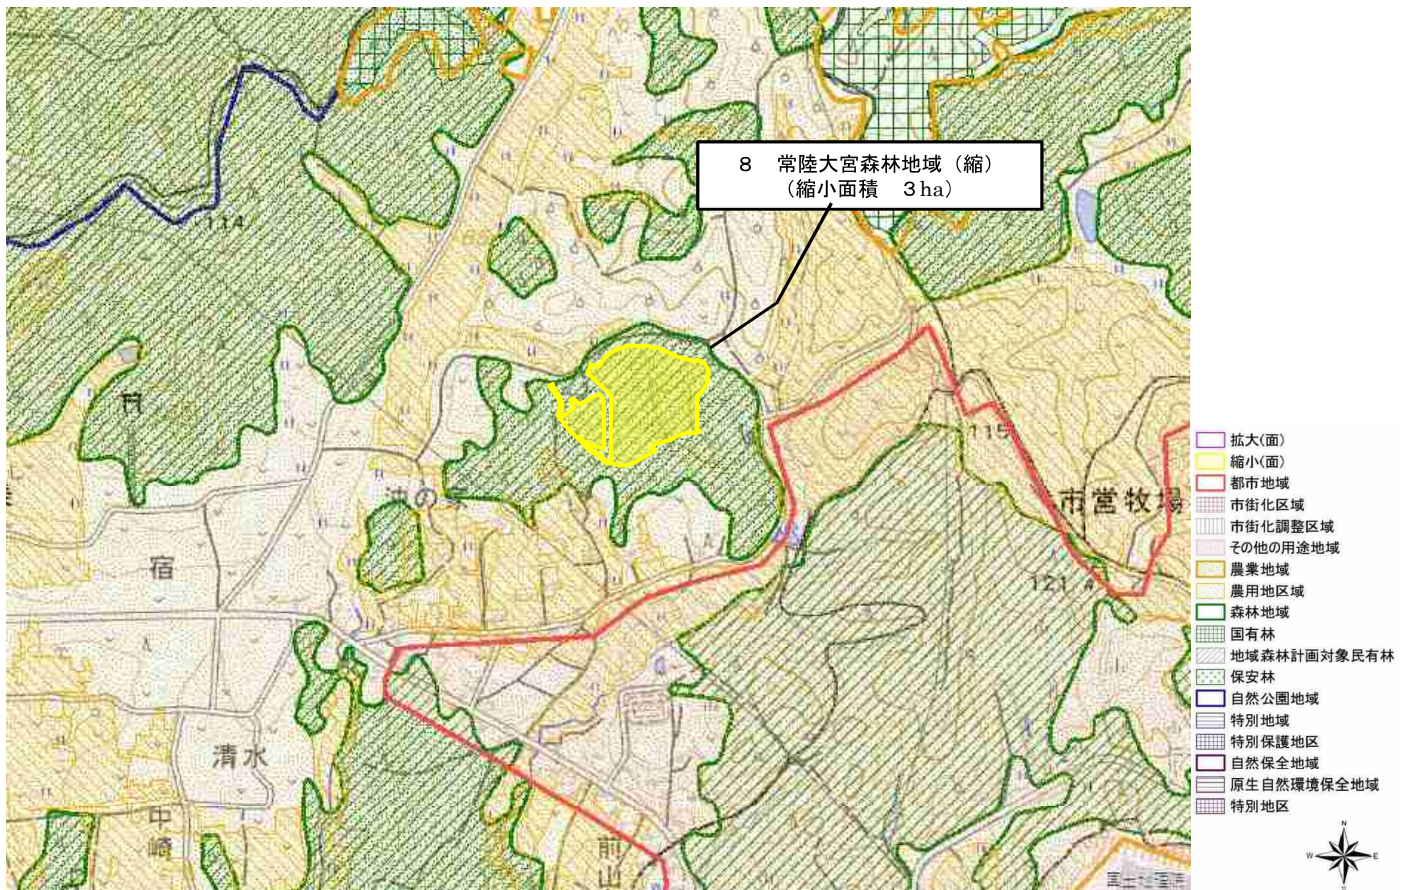 8 常陸大宮森林地域（縮）
（縮小面積 3ha）
114
115
市営牧場
121.4
宿
清水
中崎
前山
拡大(面)
縮小(面)
都市地域
市街化区域
市街化調整区域
その他の用途地域
農業地域
農用地区域
森林地域
国有林
地域森林計画対象民有林
保安林
自然公園地域
特別地域
特別保護地区
自然保全地域
原生自然環境保全地域
特別地区
N
W
E
S